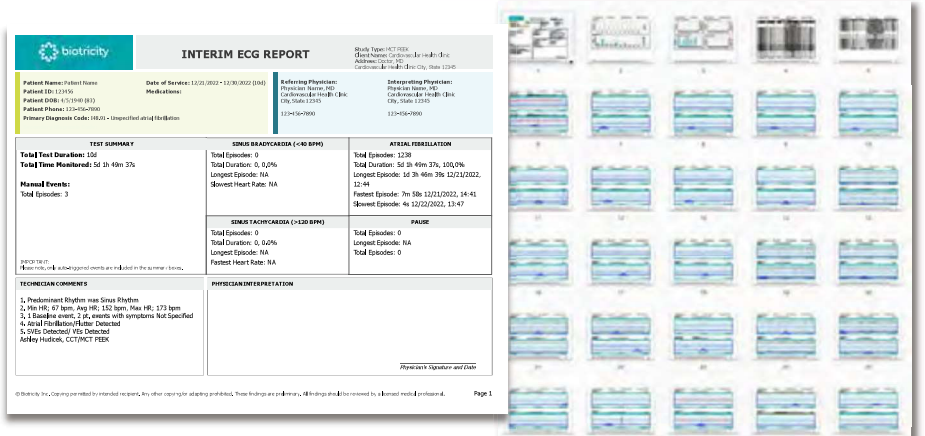 biotricity
INTERIM ECG REPORT
Study Type: MCT PEEK
Client Name: Cardiovascular Health Clinic
Address: Doctor, MD
Cardiovascular Health Clinic, City, State 12345
Patient Name: Patient Name
Patient ID: 123456
Patient DOB: 4/5/1940 (83)
Patient Phone: 123-456-7890
Primary Diagnosis Code: I48.91 - Unspecified atrial fibrillation
Date of Service: 12/21/2022 - 12/30/2022 (10d)
Medications:
Referring Physician:
Physician Name, MD
Cardiovascular Health Clinic
City, State 12345
123-456-7890
Interpreting Physician:
Physician Name, MD
Cardiovascular Health Clinic
City, State 12345
123-456-7890
TEST SUMMARY
Total Test Duration: 10d
Total Time Monitored: 5d 1h 49m 37s
Manual Events:
Total Episodes: 3
IMPORTANT:
Please note, only auto-triggered events are included in the summary boxes.
SINUS BRADYCARDIA (<40 BPM)
Total Episodes: 0
Total Duration: 0, 0.0%
Longest Episode: NA
Slowest Heart Rate: NA
ATRIAL FIBRILLATION
Total Episodes: 1238
Total Duration: 5d 1h 49m 37s, 100.0%
Longest Episode: 1d 3h 46m 39s 12/21/2022,
12:44
Fastest Episode: 7m 58s 12/21/2022, 14:41
Slowest Episode: 4s 12/22/2022, 13:47
SINUS TACHYCARDIA (>120 BPM)
Total Episodes: 0
Total Duration: 0, 0.0%
Longest Episode: NA
Fastest Heart Rate: NA
PAUSE
Total Episodes: 0
Longest Episode: NA
Total Episodes: 0
TECHNICIAN COMMENTS
1. Predominant Rhythm was Sinus Rhythm
2. Min HR; 67 bpm, Avg HR; 152 bpm, Max HR; 173 bpm
3. 1 Baseline event, 2 pt. events with symptoms Not Specified
4. Atrial Fibrillation/Flutter Detected
5. SVEs Detected/ VEs Detected
Ashley Hudicek, CCT/MCT PEEK
PHYSICIAN INTERPRETATION
Physician's Signature and Date
© Biotricity Inc. Copying permitted by intended recipient. Any other copying/or adapting prohibited. These findings are preliminary. All findings should be reviewed by a licensed medical professional.
Page 1